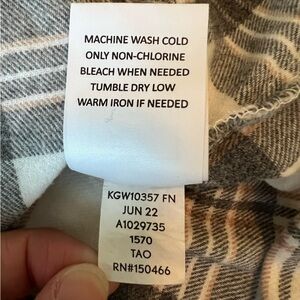 MACHINE WASH COLD
ONLY NON-CHLORINE
BLEACH WHEN NEEDED
TUMBLE DRY LOW
WARM IRON IF NEEDED
KGW10357 FN
JUN 22
A1029735
1570
TAO
RN#150466